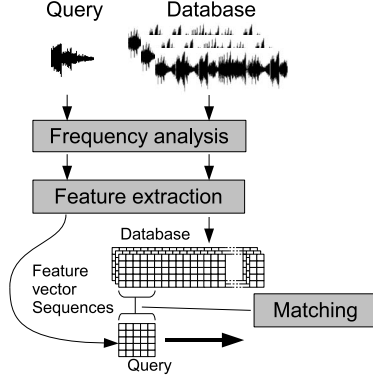 Query
Database
Frequency analysis
Feature extraction
Database
Feature
vector
Sequences
Matching
Query